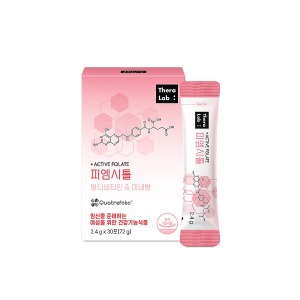 Thera
Lab :
+ ACTIVE FOLATE
피엠시톨
멀티비타민 & 미네랄
Quatrefolic®
임신을 준비하는
여성을 위한 건강기능식품
2.4 g x 30포(72 g)
Thera
Lab :
+ ACTIVE FOLATE
피엠시톨
2.4 g